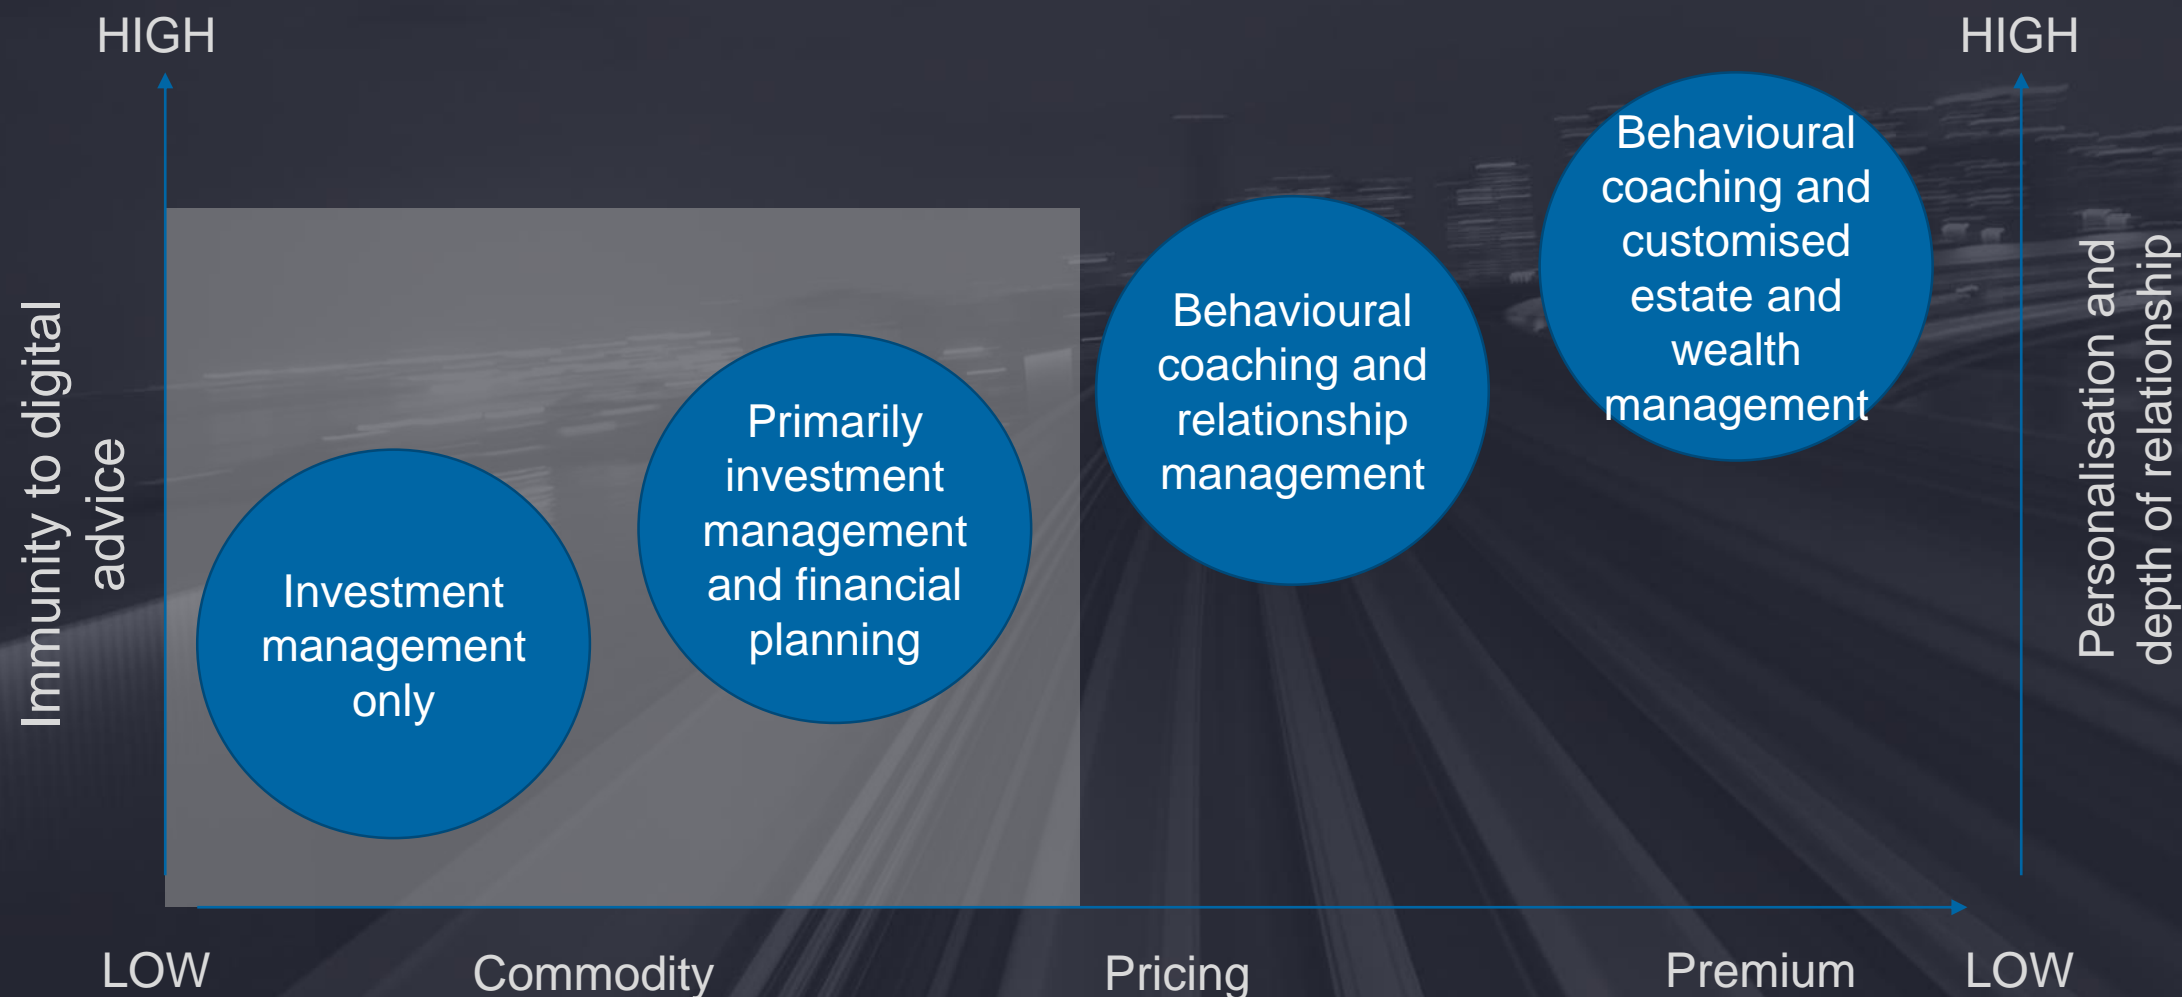 HIGH
HIGH
Immunity to digital
advice
Investment
management
only
Primarily
investment
management
and financial
planning
Behavioural
coaching and
relationship
management
Behavioural
coaching and
customised
estate and
wealth
management
Personalisation and
depth of relationship
LOW
Commodity
Pricing
Premium
LOW